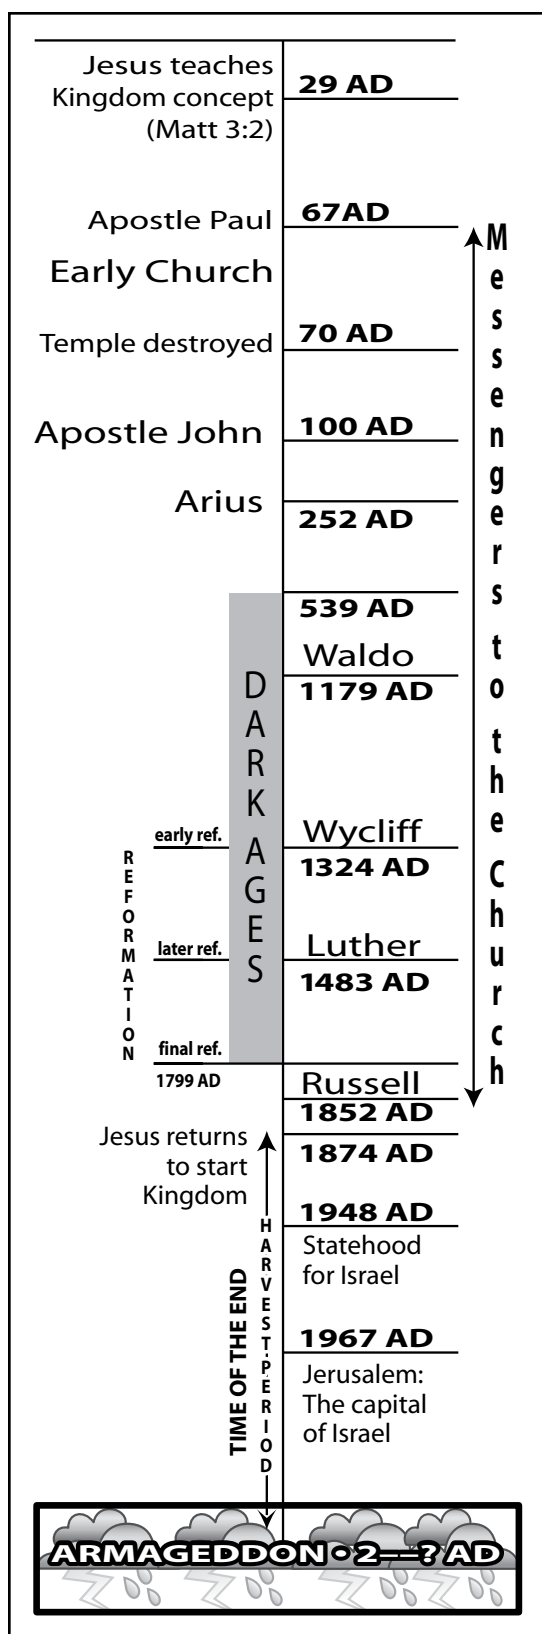 Jesus teaches
Kingdom concept
(Matt 3:2)
29 AD
Apostle Paul
67AD
Early Church
Temple destroyed
70 AD
Apostle John
100 AD
Arius
252 AD
Messengers to the Church
539 AD
DARK AGES
Waldo
1179 AD
REFORMATION
early ref.
Wycliff
1324 AD
later ref.
Luther
1483 AD
final ref.
1799 AD
Russell
1852 AD
Jesus returns
to start
Kingdom
1874 AD
TIME OF THE END
HARVEST-PERIOD
1948 AD
Statehood
for Israel
1967 AD
Jerusalem:
The capital
of Israel
ARMAGEDDON • 2—? AD